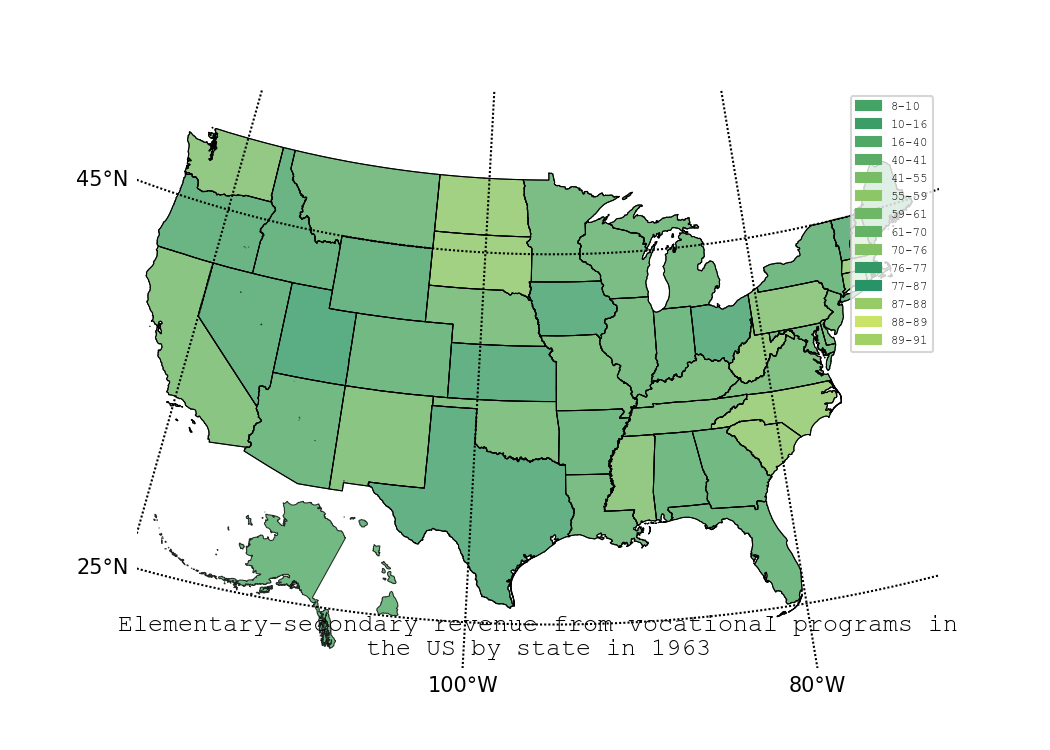 8−10
10−16
16−40
40−41
41−55
55−59
59−61
61−70
70−76
76−77
77−87
87−88
88−89
89−91
45°N
25°N
Elementary−secondary revenue from vocational programs in
the US by state in 1963
100°W
80°W